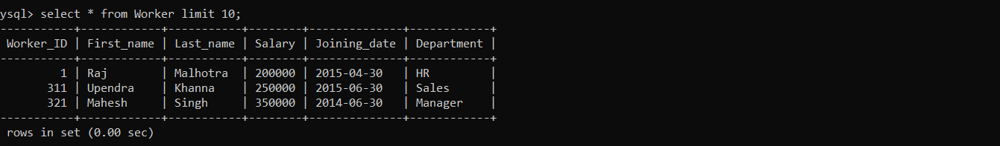 ysql> select * from Worker limit 10;
-----------+------------+-----------+--------+--------------+------------+
 Worker_ID | First_name | Last_name | Salary | Joining_date | Department |
-----------+------------+-----------+--------+--------------+------------+
         1 | Raj        | Malhotra  | 200000 | 2015-04-30   | HR         |
       311 | Upendra    | Khanna    | 250000 | 2015-06-30   | Sales      |
       321 | Mahesh     | Singh     | 350000 | 2014-06-30   | Manager    |
-----------+------------+-----------+--------+--------------+------------+
 rows in set (0.00 sec)